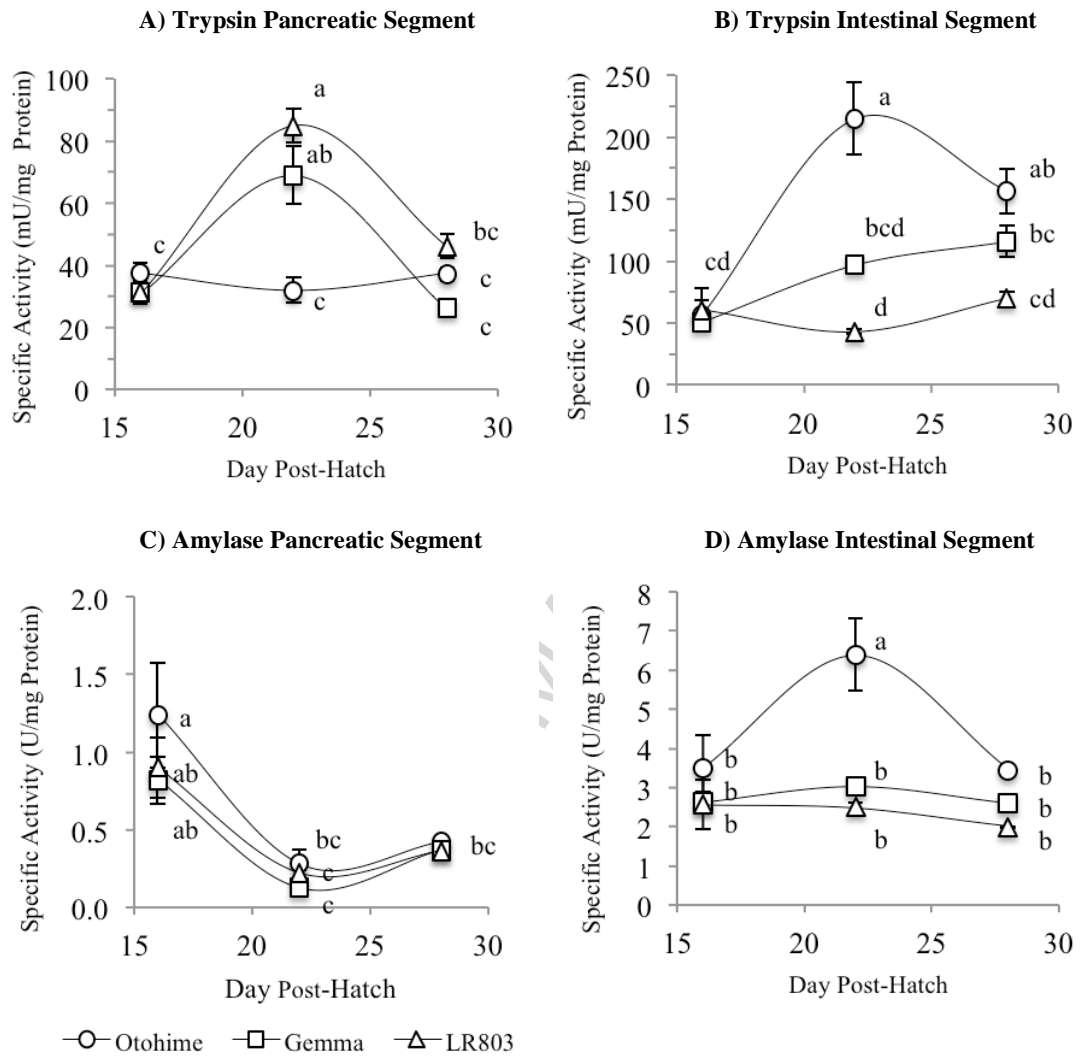 A) Trypsin Pancreatic Segment
Specific Activity (mU/mg Protein)
100
80
60
40
20
0
a
ab
c
bc
c
c
c
15
20
25
30
Day Post-Hatch
B) Trypsin Intestinal Segment
Specific Activity (mU/mg Protein)
250
200
150
100
50
0
a
ab
bcd
bc
cd
d
cd
15
20
25
30
Day Post-Hatch
C) Amylase Pancreatic Segment
Specific Activity (U/mg Protein)
2.0
1.5
1.0
0.5
0.0
a
ab
ab
bc
c
c
bc
15
20
25
30
Day Post-Hatch
D) Amylase Intestinal Segment
Specific Activity (U/mg Protein)
8
7
6
5
4
3
2
1
0
a
b
b
b
b
b
b
b
b
15
20
25
30
Day Post-Hatch
Otohime Gemma LR803